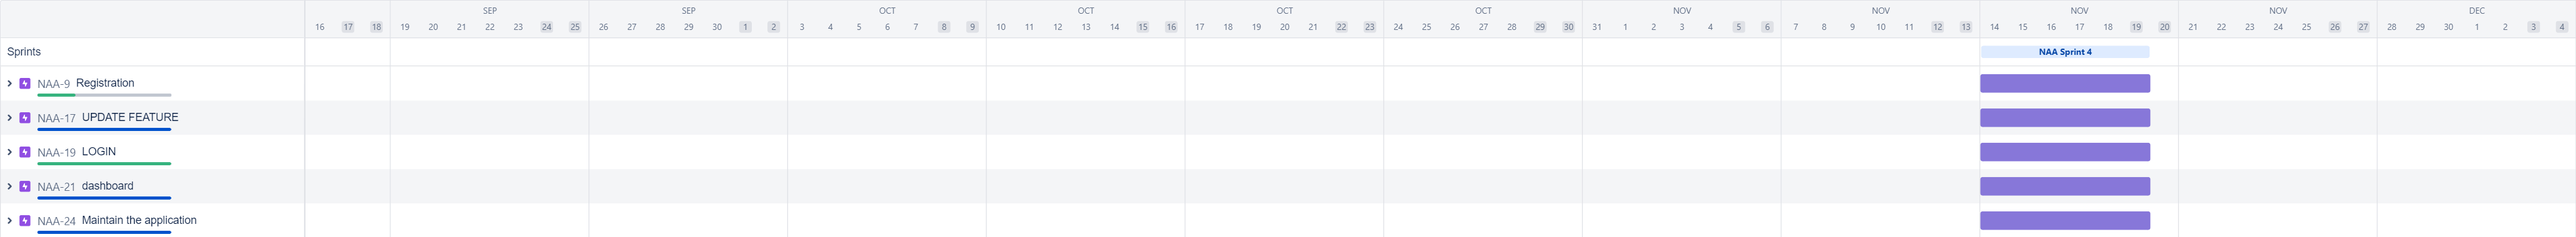 SEP SEP OCT OCT OCT OCT NOV NOV NOV NOV DEC
16 17 18 19 20 21 22 23 24 25 26 27 28 29 30 1 2 3 4 5 6 7 8 9 10 11 12 13 14 15 16 17 18 19 20 21 22 23 24 25 26 27 28 29 30 31 1 2 3 4 5 6 7 8 9 10 11 12 13 14 15 16 17 18 19 20 21 22 23 24 25 26 27 28 29 30 1 2 3 4
Sprints NAA Sprint 4
NAA-9 Registration
NAA-17 UPDATE FEATURE
NAA-19 LOGIN
NAA-21 dashboard
NAA-24 Maintain the application